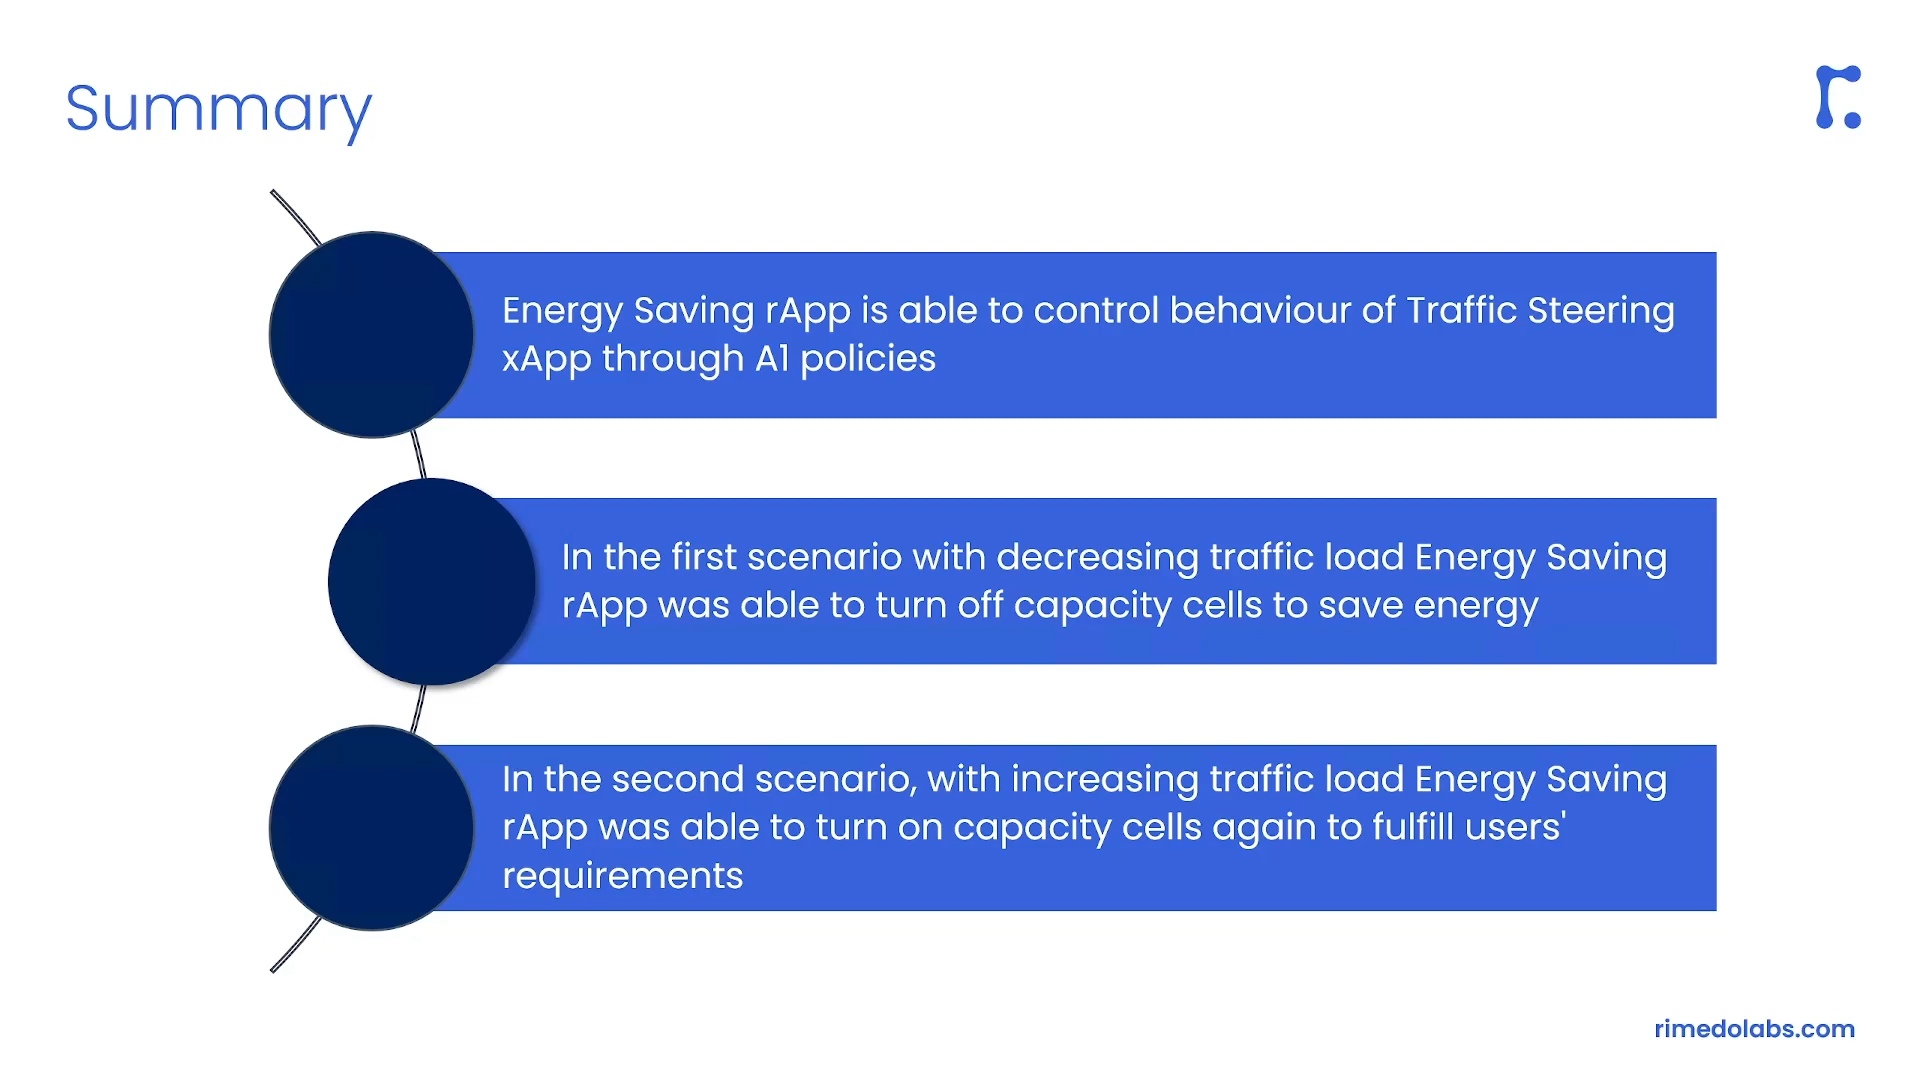 Summary
r.
Energy Saving rApp is able to control behaviour of Traffic Steering
xApp through A1 policies
In the first scenario with decreasing traffic load Energy Saving
rApp was able to turn off capacity cells to save energy
In the second scenario, with increasing traffic load Energy Saving
rApp was able to turn on capacity cells again to fulfill users'
requirements
rimedolabs.com